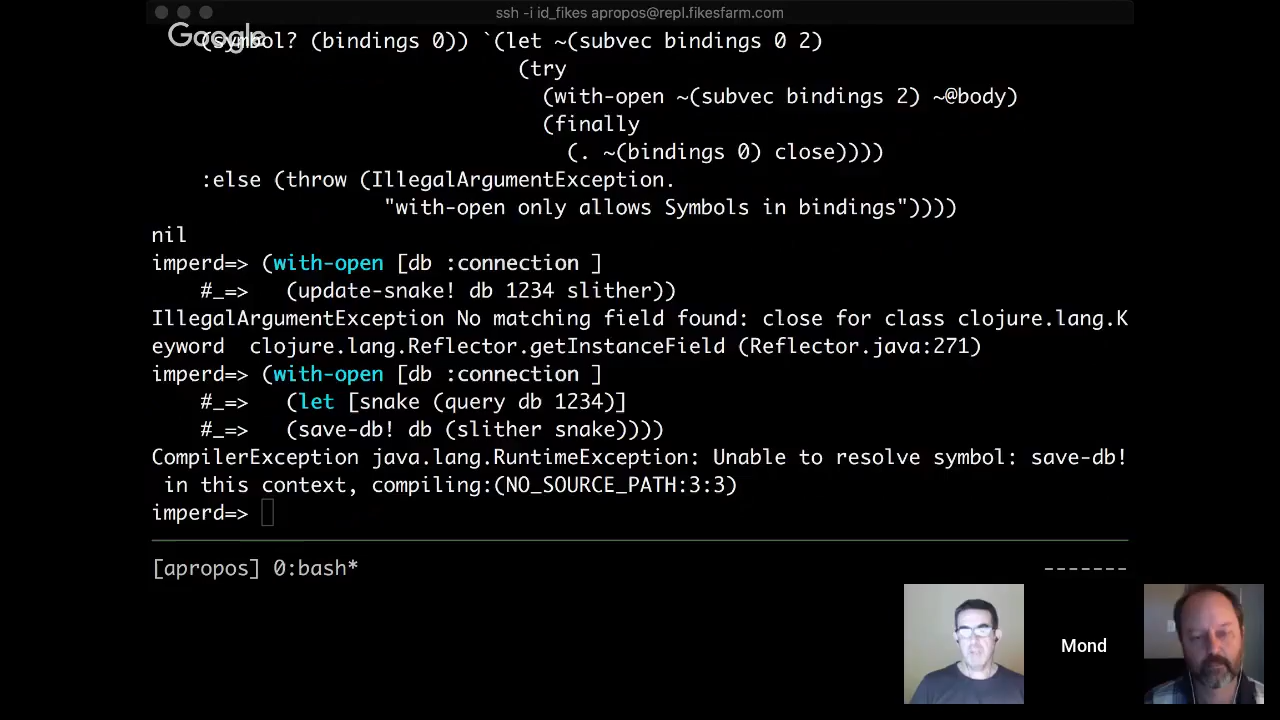 ssh -i id_fikes apropos@repl.fikesfarm.com
Google
(symbol? (bindings 0)) `(let ~(subvec bindings 0 2)
(try
(with-open ~(subvec bindings 2) ~@body)
(finally
(. ~(bindings 0) close))))
:else (throw (IllegalArgumentException.
"with-open only allows Symbols in bindings"))))
nil
imperd=> (with-open [db :connection ]
#_=>   (update-snake! db 1234 slither))
IllegalArgumentException No matching field found: close for class clojure.lang.K
eyword  clojure.lang.Reflector.getInstanceField (Reflector.java:271)
imperd=> (with-open [db :connection ]
#_=>   (let [snake (query db 1234)]
#_=>   (save-db! db (slither snake))))
CompilerException java.lang.RuntimeException: Unable to resolve symbol: save-db!
in this context, compiling:(NO_SOURCE_PATH:3:3)
imperd=>
[apropos] 0:bash*
-------
Mond